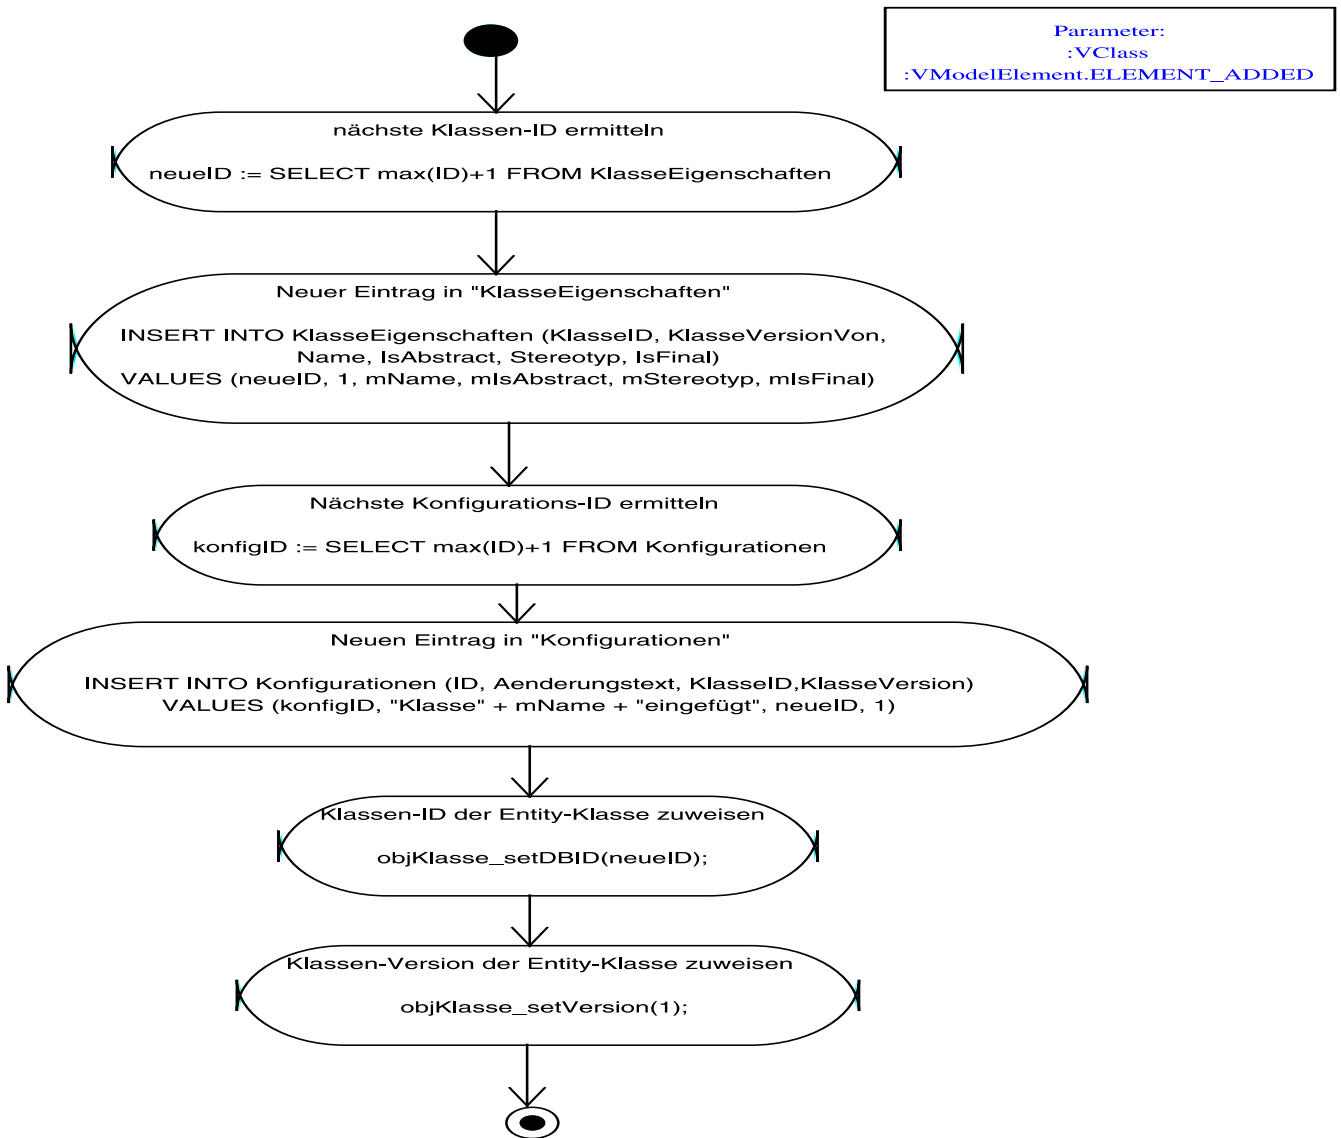 Parameter:
:VClass
:VModelElement.ELEMENT_ADDED
nächste Klassen-ID ermitteln
neueID := SELECT max(ID)+1 FROM KlasseEigenschaften
Neuer Eintrag in "KlasseEigenschaften"
INSERT INTO KlasseEigenschaften (KlasseID, KlasseVersionVon,
Name, IsAbstract, Stereotyp, IsFinal)
VALUES (neueID, 1, mName, mIsAbstract, mStereotyp, mIsFinal)
Nächste Konfigurations-ID ermitteln
konfigID := SELECT max(ID)+1 FROM Konfigurationen
Neuen Eintrag in "Konfigurationen"
INSERT INTO Konfigurationen (ID, Aenderungstext, KlasseID,KlasseVersion)
VALUES (konfigID, "Klasse" + mName + "eingefügt", neueID, 1)
Klassen-ID der Entity-Klasse zuweisen
objKlasse_setDBID(neueID);
Klassen-Version der Entity-Klasse zuweisen
objKlasse_setVersion(1);